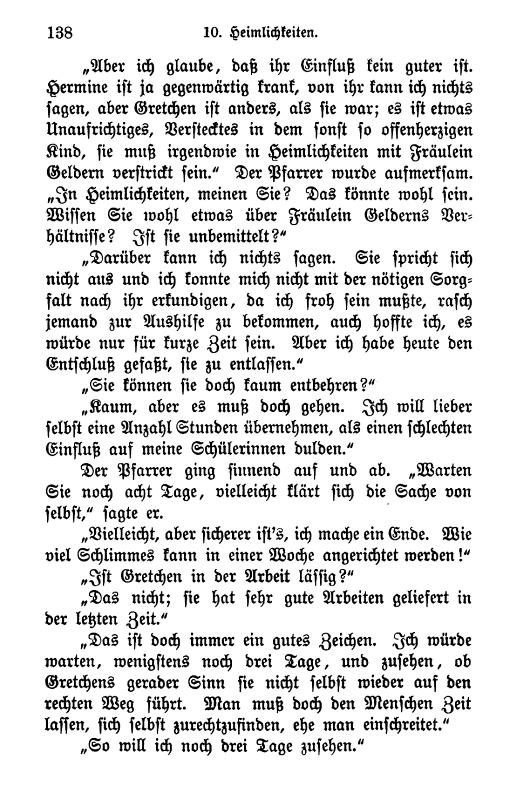 138 10. Heimlichkeiten.
„Aber ich glaube, daß ihr Einfluß kein guter ist.
Hermine ist ja gegenwärtig krank, von ihr kann ich nichts
sagen, aber Gretchen ist anders, als sie war; es ist etwas
Unaufrichtiges, Verstecktes in dem sonst so offenherzigen
Kind, sie muß irgendwie in Heimlichkeiten mit Fräulein
Geldern verstrickt sein.“ Der Pfarrer wurde aufmerksam.
„In Heimlichkeiten, meinen Sie? Das könnte wohl sein.
Wissen Sie wohl etwas über Fräulein Gelderns Ver-
hältnisse? Ist sie unbemittelt?“
„Darüber kann ich nichts sagen. Sie spricht sich
nicht aus und ich konnte mich nicht mit der nötigen Sorg-
falt nach ihr erkundigen, da ich froh sein mußte, rasch
jemand zur Aushilfe zu bekommen, auch hoffte ich, es
würde nur für kurze Zeit sein. Aber ich habe heute den
Entschluß gefaßt, sie zu entlassen.“
„Sie können sie doch kaum entbehren?“
„Kaum, aber es muß doch gehen. Ich will lieber
selbst eine Anzahl Stunden übernehmen, als einen schlechten
Einfluß auf meine Schülerinnen dulden.“
Der Pfarrer ging sinnend auf und ab. „Warten
Sie noch acht Tage, vielleicht klärt sich die Sache von
selbst,“ sagte er.
„Vielleicht, aber sicherer ist's, ich mache ein Ende. Wie
viel Schlimmes kann in einer Woche angerichtet werden!“
„Ist Gretchen in der Arbeit lässig?“
„Das nicht; sie hat sehr gute Arbeiten geliefert in
der letzten Zeit.“
„Das ist doch immer ein gutes Zeichen. Ich würde
warten, wenigstens noch drei Tage, und zusehen, ob
Gretchens gerader Sinn sie nicht selbst wieder auf den
rechten Weg führt. Man muß doch den Menschen Zeit
lassen, sich selbst zurechtzufinden, ehe man einschreitet.“
„So will ich noch drei Tage zusehen.“